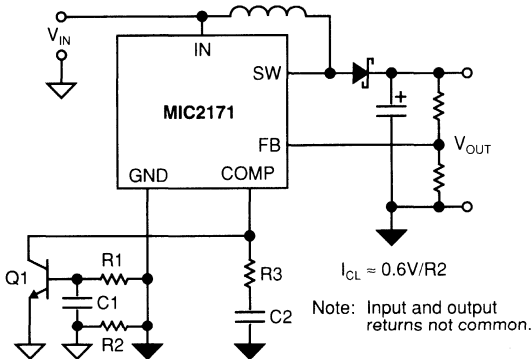 V_IN
IN
SW
MIC2171
FB
V_OUT
GND
COMP
Q1
R1
C1
R2
R3
C2
+
I_CL ≈ 0.6V/R2
Note: Input and output
returns not common.